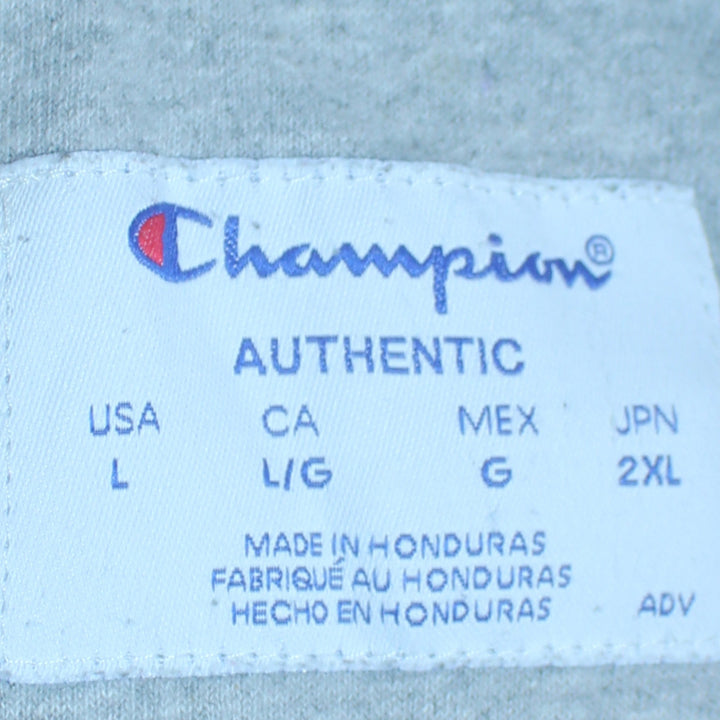 Champion®
AUTHENTIC
USA CA MEX JPN
L L/G G 2XL
MADE IN HONDURAS
FABRIQUÉ AU HONDURAS
HECHO EN HONDURAS ADV